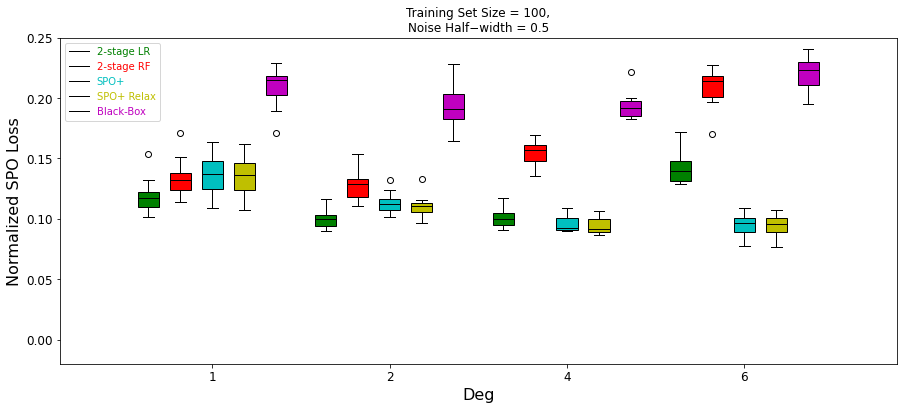 Training Set Size = 100,
Noise Half−width = 0.5
2-stage LR
2-stage RF
SPO+
SPO+ Relax
Black-Box
Normalized SPO Loss
0.25
0.20
0.15
0.10
0.05
0.00
1 2 4 6
Deg